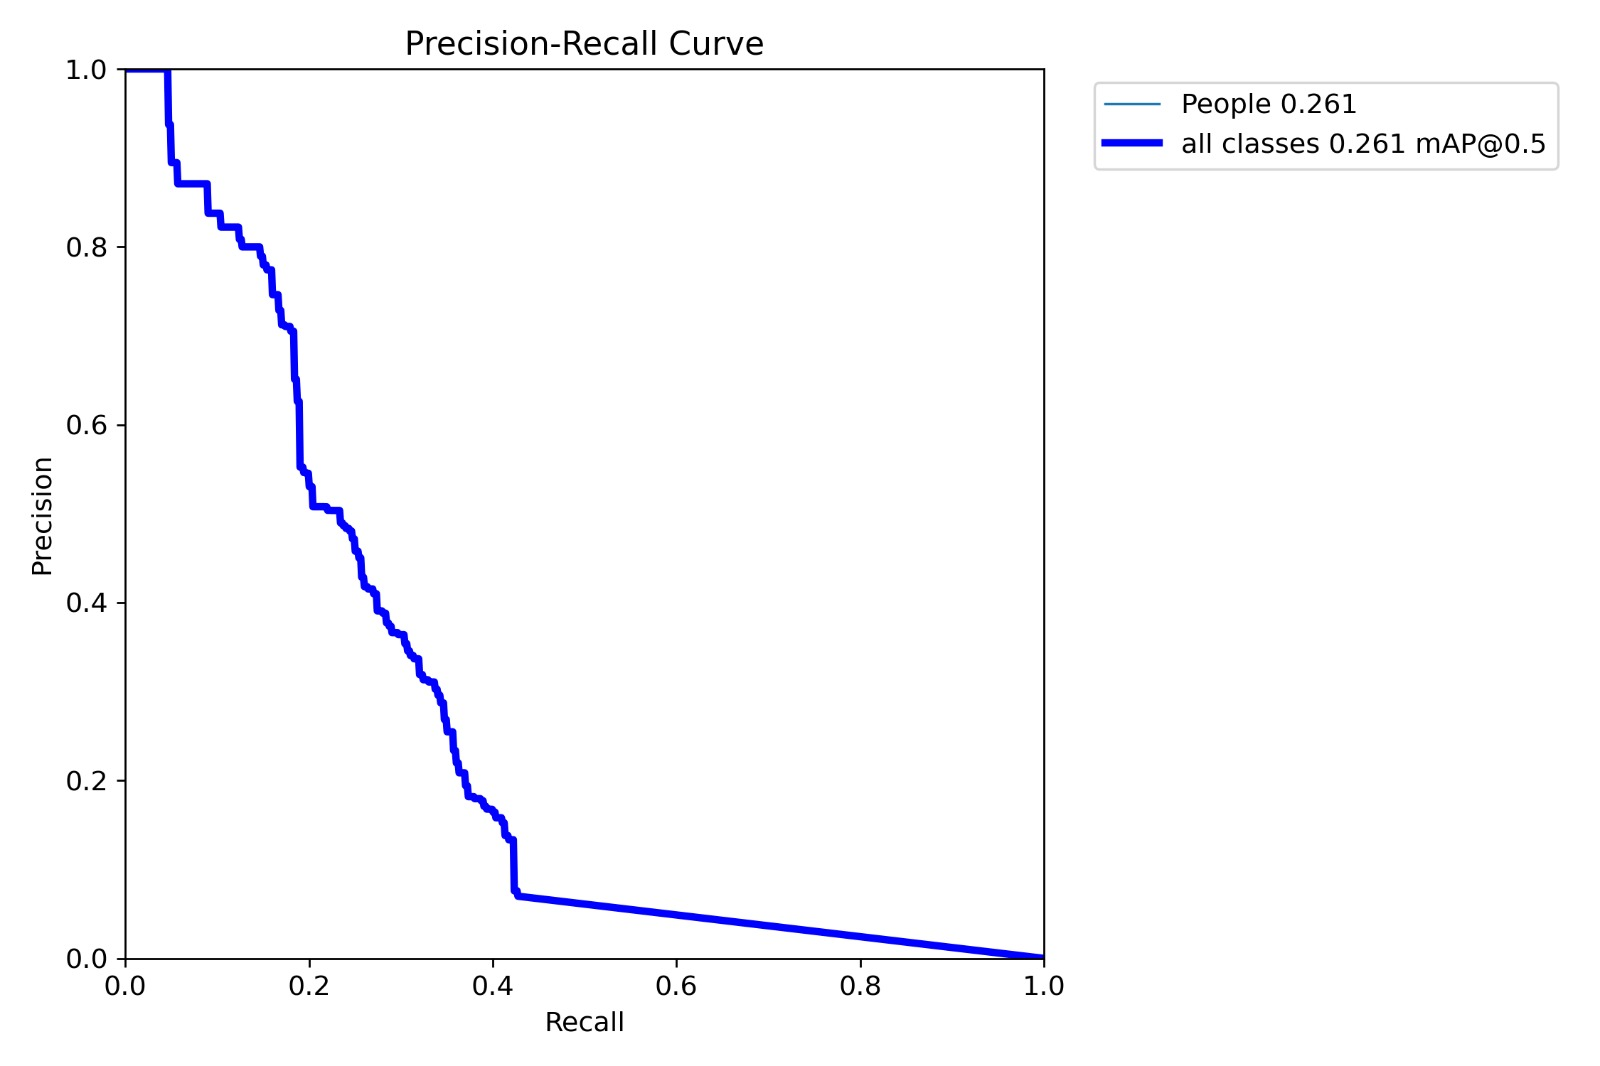 Precision-Recall Curve
1.0
0.8
0.6
0.4
0.2
0.0
Precision
0.0 0.2 0.4 0.6 0.8 1.0
Recall
People 0.261
all classes 0.261 mAP@0.5